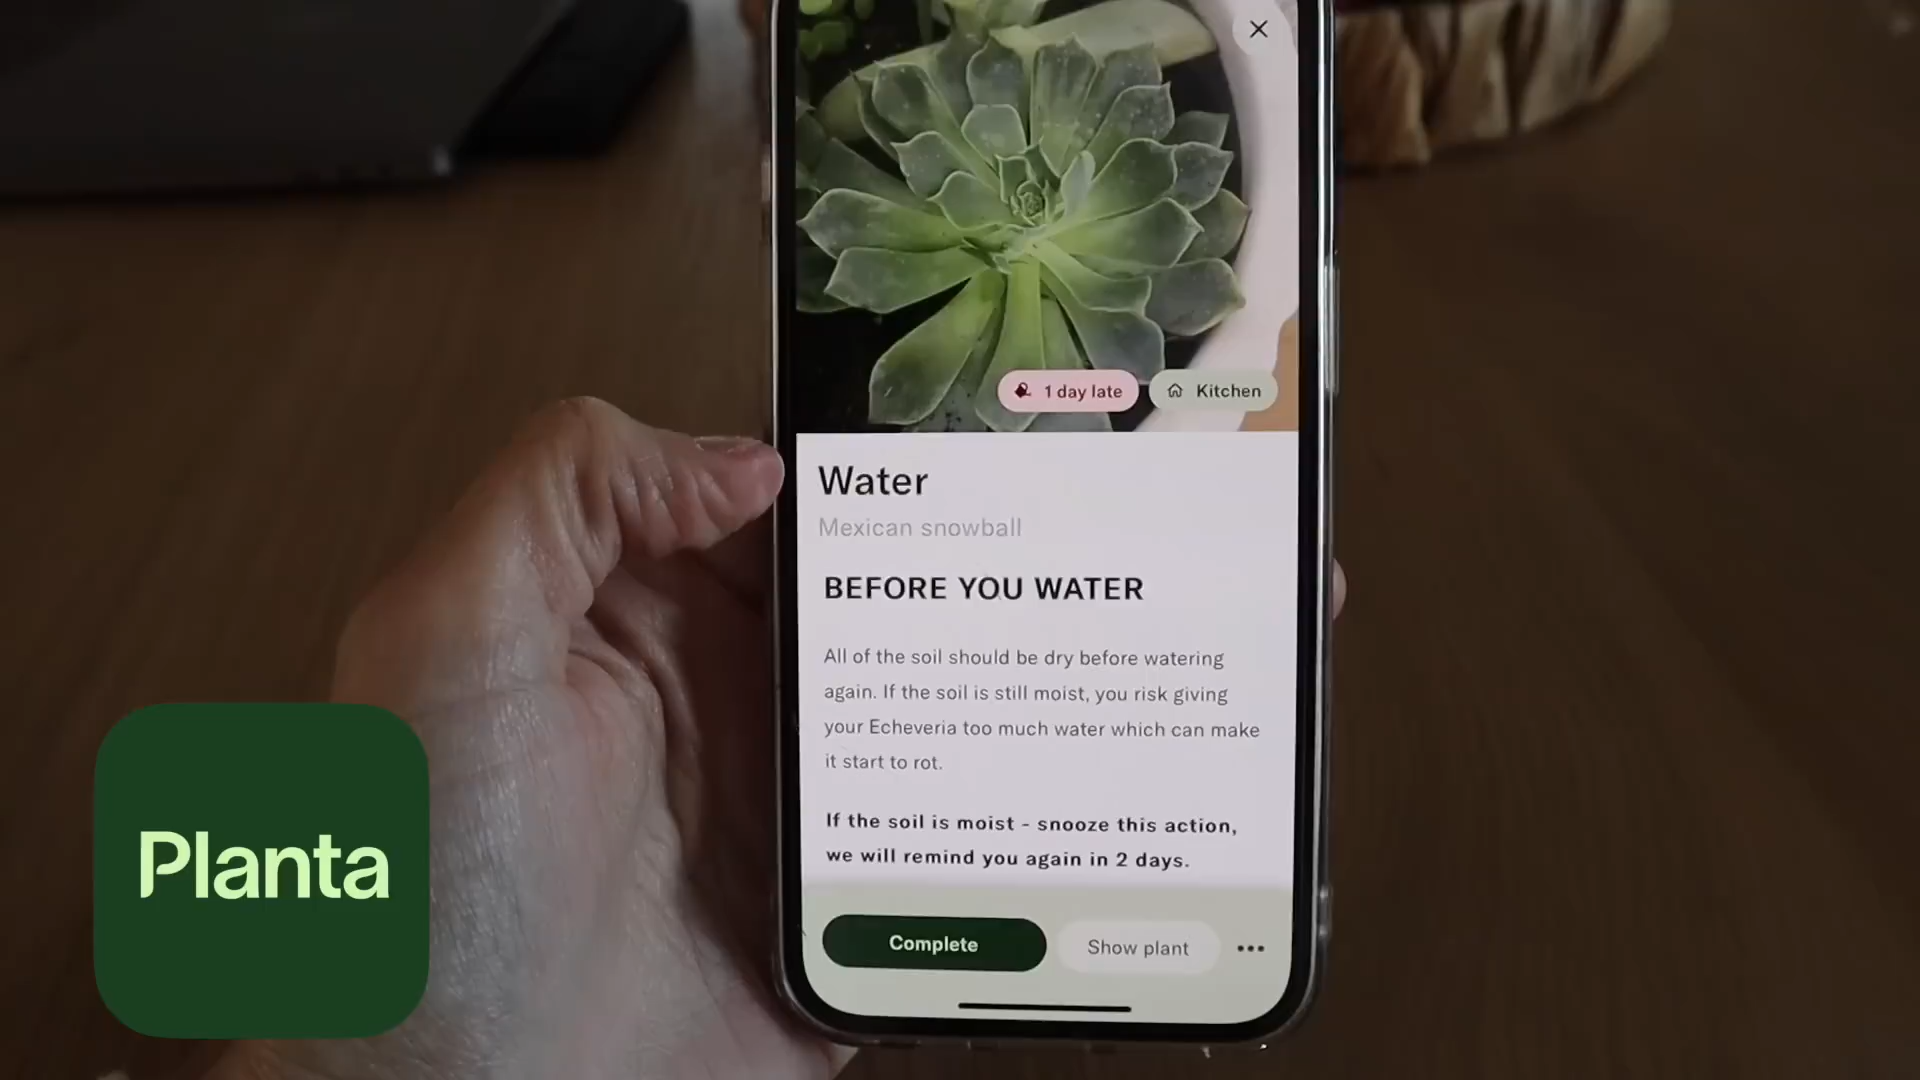 1 day late
Kitchen
Water
Mexican snowball
BEFORE YOU WATER
All of the soil should be dry before watering
again. If the soil is still moist, you risk giving
your Echeveria too much water which can make
it start to rot.
If the soil is moist - snooze this action,
we will remind you again in 2 days.
Complete
Show plant
Planta